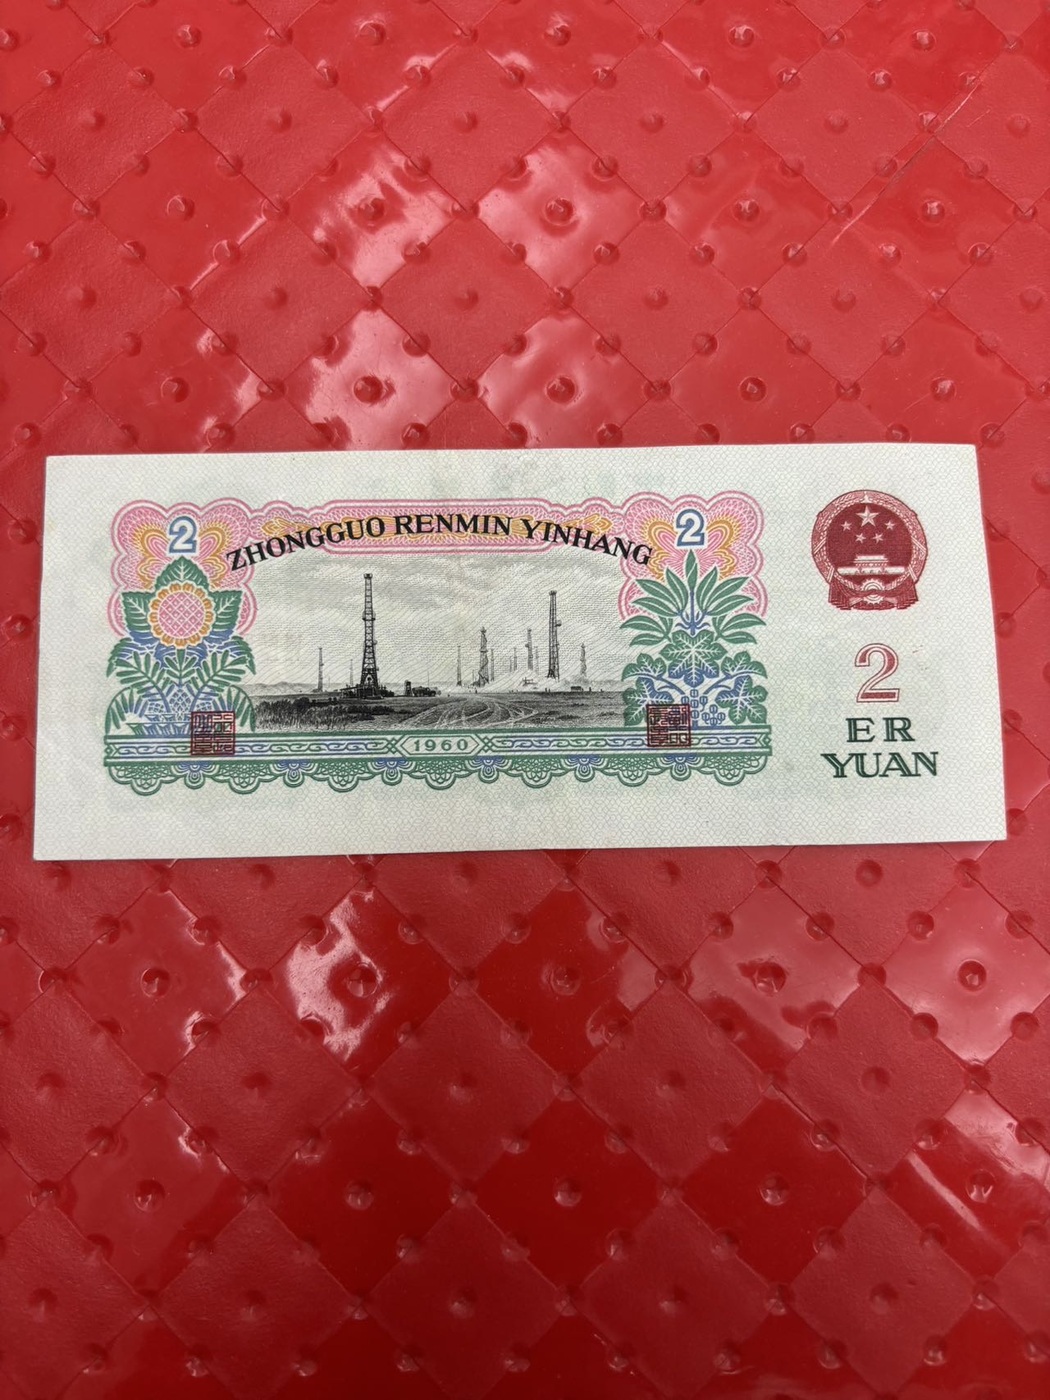 2
ZHONGGUO RENMIN YINHANG
2
1960
2
ER
YUAN